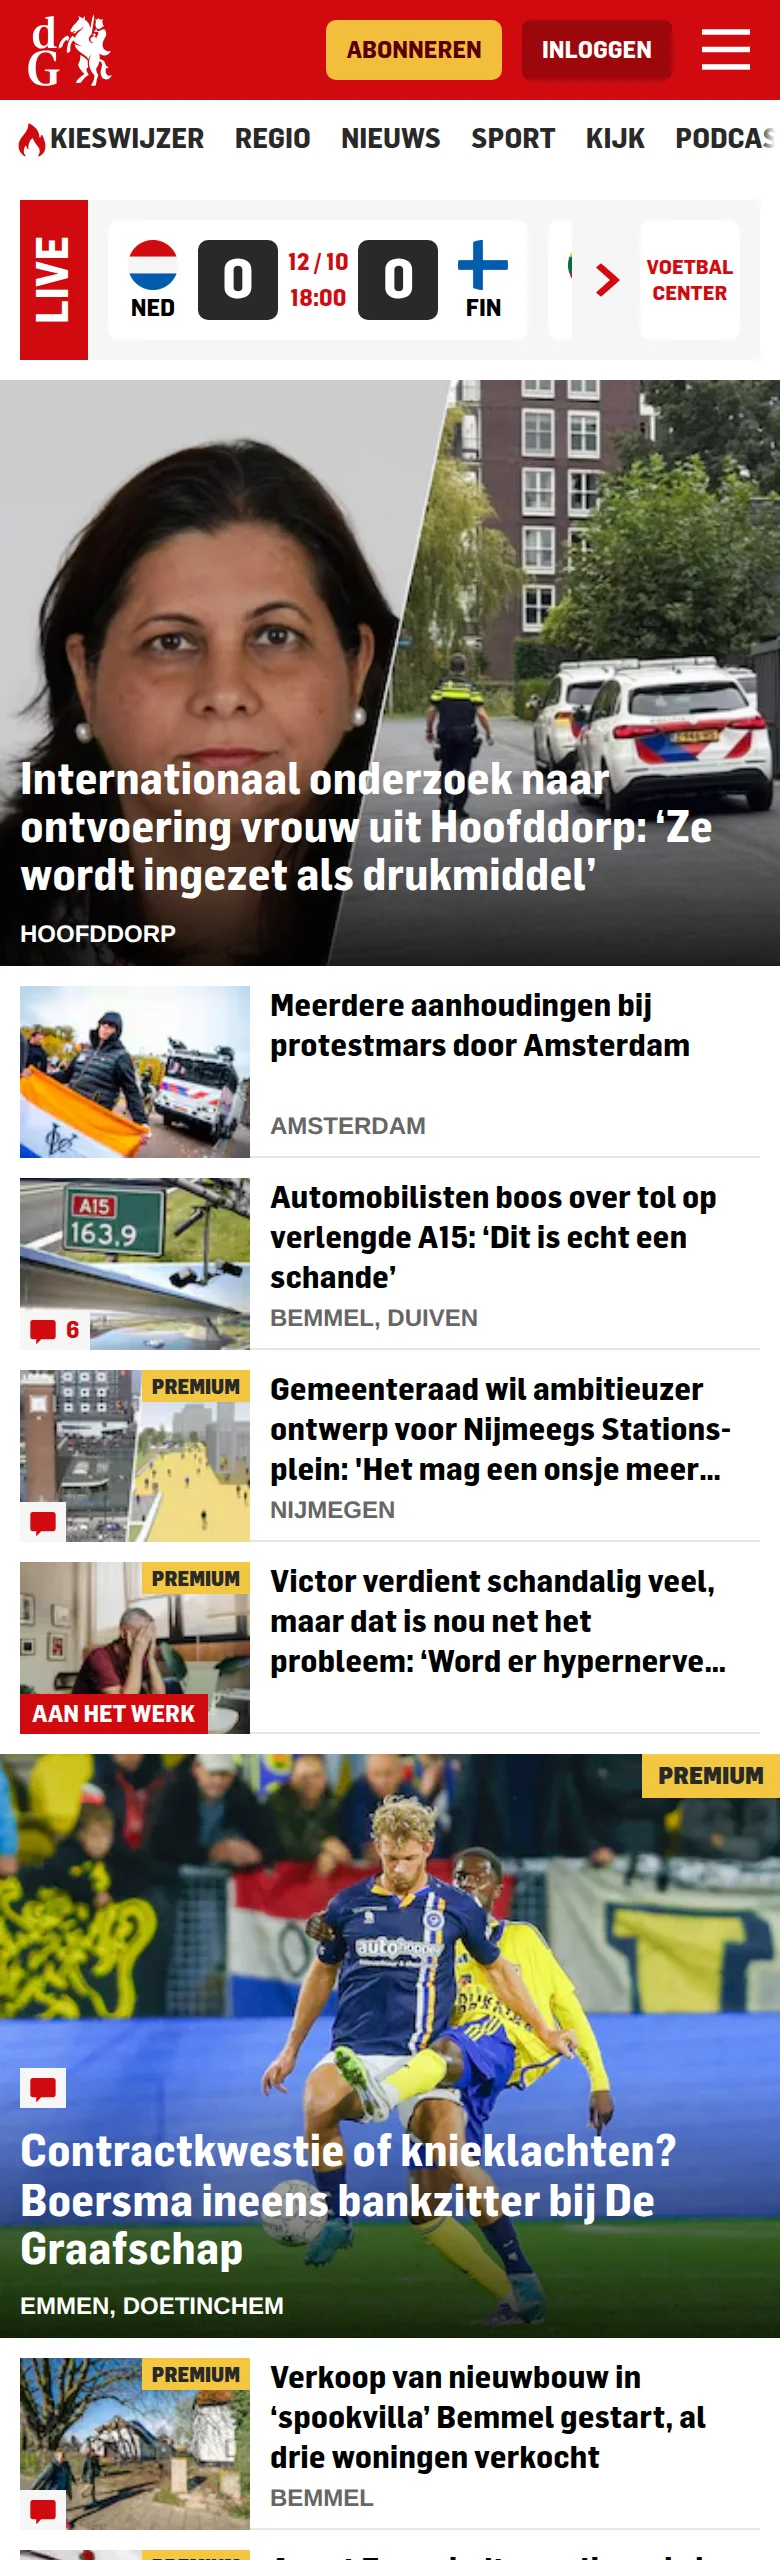 dG
ABONNEREN
INLOGGEN
KIESWIJZER REGIO NIEUWS SPORT KIJK PODCAS
LIVE
NED
0
12 / 10
18:00
0
FIN
VOETBAL
CENTER
Internationaal onderzoek naar
ontvoering vrouw uit Hoofddorp: ‘Ze
wordt ingezet als drukmiddel’
HOOFDDORP
Meerdere aanhoudingen bij
protestmars door Amsterdam
AMSTERDAM
A15
163.9
6
Automobilisten boos over tol op
verlengde A15: ‘Dit is echt een
schande’
BEMMEL, DUIVEN
PREMIUM
Gemeenteraad wil ambitieuzer
ontwerp voor Nijmeegs Stations-
plein: 'Het mag een onsje meer...
NIJMEGEN
PREMIUM
AAN HET WERK
Victor verdient schandalig veel,
maar dat is nou net het
probleem: ‘Word er hypernerve...
PREMIUM
autohopper
Contractkwestie of knieklachten?
Boersma ineens bankzitter bij De
Graafschap
EMMEN, DOETINCHEM
PREMIUM
Verkoop van nieuwbouw in
‘spookvilla’ Bemmel gestart, al
drie woningen verkocht
BEMMEL